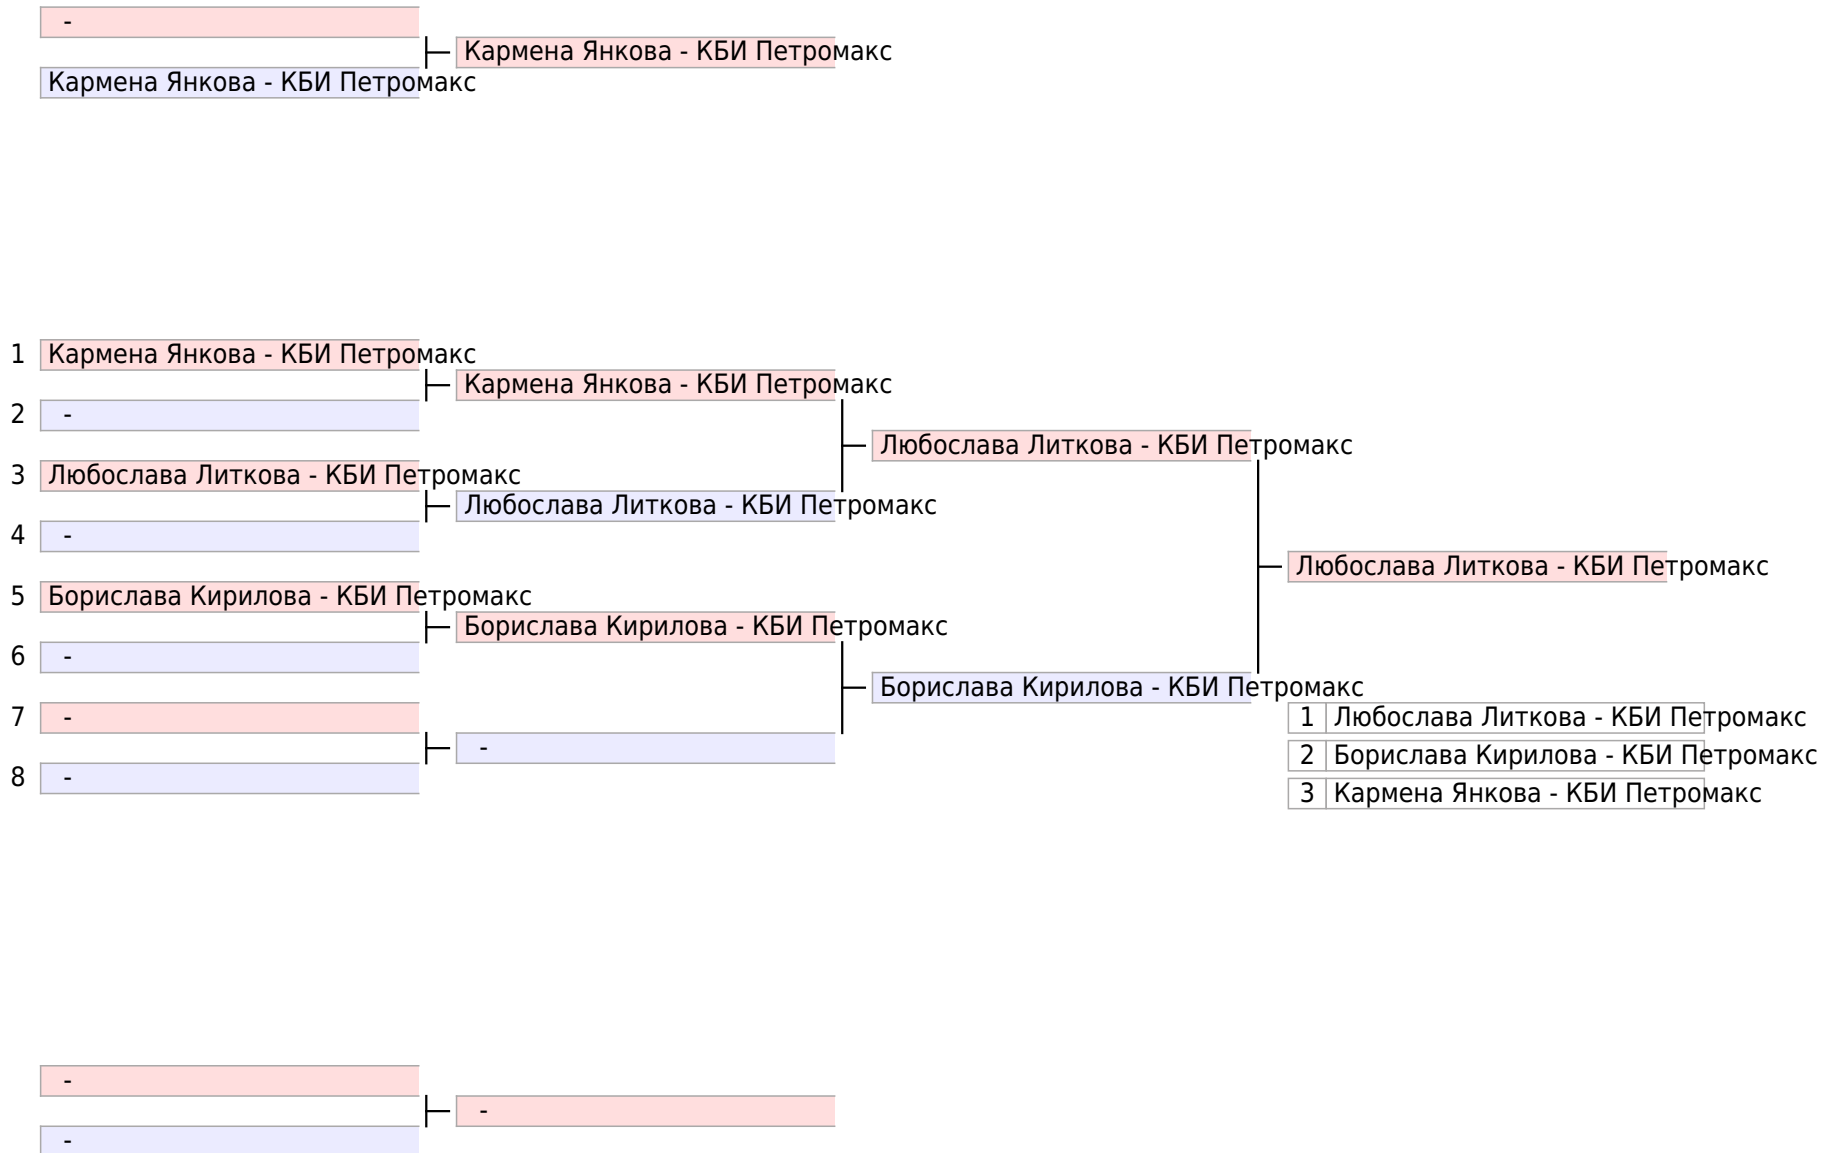 -
Кармена Янкова - КБИ Петромакс
Кармена Янкова - КБИ Петромакс
1 Кармена Янкова - КБИ Петромакс
Кармена Янкова - КБИ Петромакс
2 -
Любослава Литкова - КБИ Петромакс
3 Любослава Литкова - КБИ Петромакс
Любослава Литкова - КБИ Петромакс
4 -
Любослава Литкова - КБИ Петромакс
5 Борислава Кирилова - КБИ Петромакс
Борислава Кирилова - КБИ Петромакс
6 -
Борислава Кирилова - КБИ Петромакс
7 -
1 Любослава Литкова - КБИ Петромакс
-
2 Борислава Кирилова - КБИ Петромакс
8 -
3 Кармена Янкова - КБИ Петромакс
-
-
-